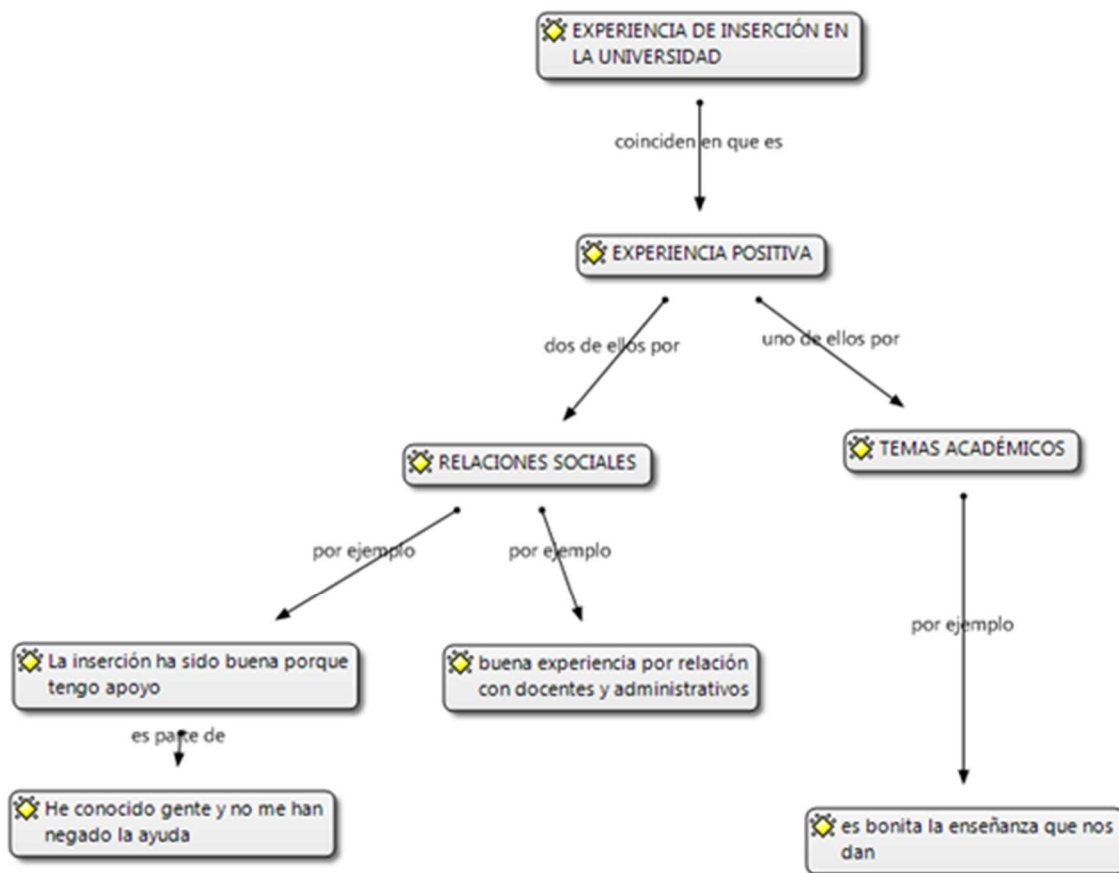 EXPERIENCIA DE INSERCIÓN EN
LA UNIVERSIDAD
coinciden en que es
EXPERIENCIA POSITIVA
dos de ellos por
uno de ellos por
RELACIONES SOCIALES
TEMAS ACADÉMICOS
por ejemplo
por ejemplo
por ejemplo
La inserción ha sido buena porque
tengo apoyo
buena experiencia por relación
con docentes y administrativos
es parte de
He conocido gente y no me han
negado la ayuda
es bonita la enseñanza que nos
dan